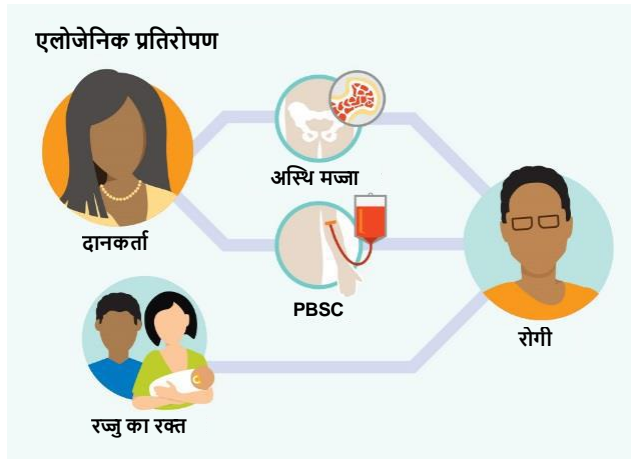 एलोजेनिक प्रतिरोपण
अस्थि मज्जा
दानकर्ता
PBSC
रोगी
रज्जु का रक्त